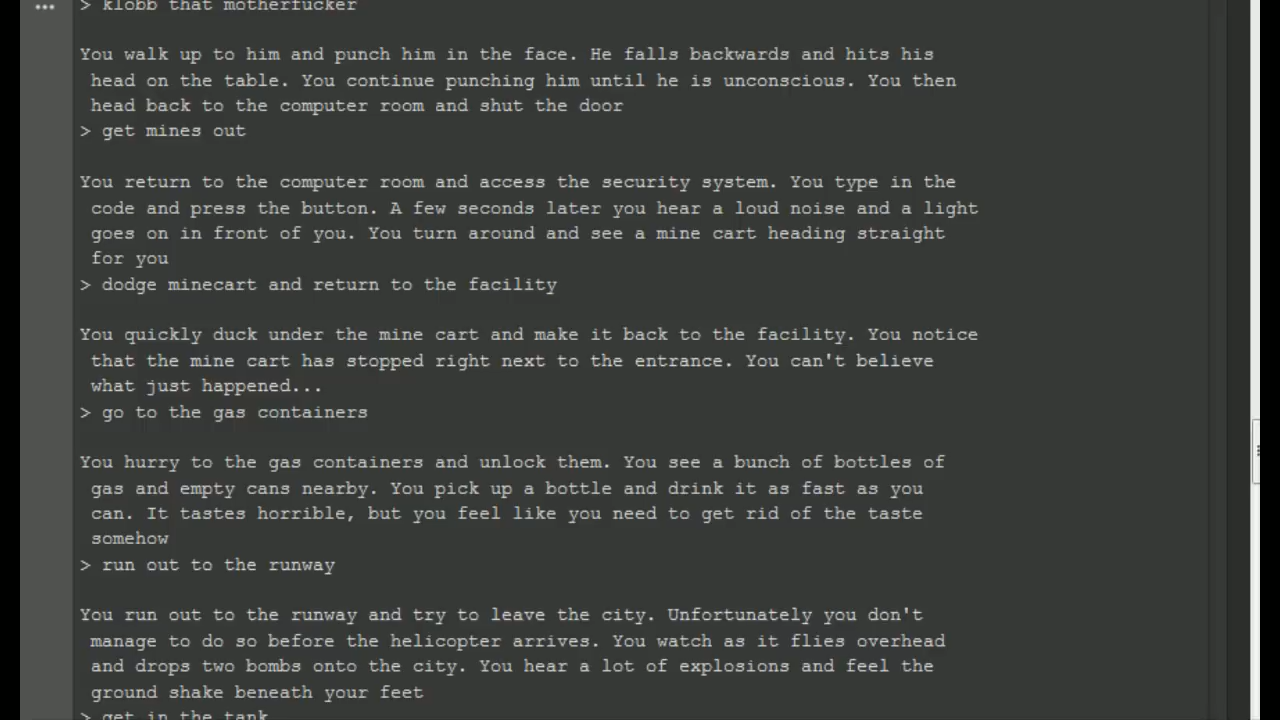 > klobb that motherfucker
You walk up to him and punch him in the face. He falls backwards and hits his
head on the table. You continue punching him until he is unconscious. You then
head back to the computer room and shut the door
> get mines out
You return to the computer room and access the security system. You type in the
code and press the button. A few seconds later you hear a loud noise and a light
goes on in front of you. You turn around and see a mine cart heading straight
for you
> dodge minecart and return to the facility
You quickly duck under the mine cart and make it back to the facility. You notice
that the mine cart has stopped right next to the entrance. You can't believe
what just happened...
> go to the gas containers
You hurry to the gas containers and unlock them. You see a bunch of bottles of
gas and empty cans nearby. You pick up a bottle and drink it as fast as you
can. It tastes horrible, but you feel like you need to get rid of the taste
somehow
> run out to the runway
You run out to the runway and try to leave the city. Unfortunately you don't
manage to do so before the helicopter arrives. You watch as it flies overhead
and drops two bombs onto the city. You hear a lot of explosions and feel the
ground shake beneath your feet
> get in the tank